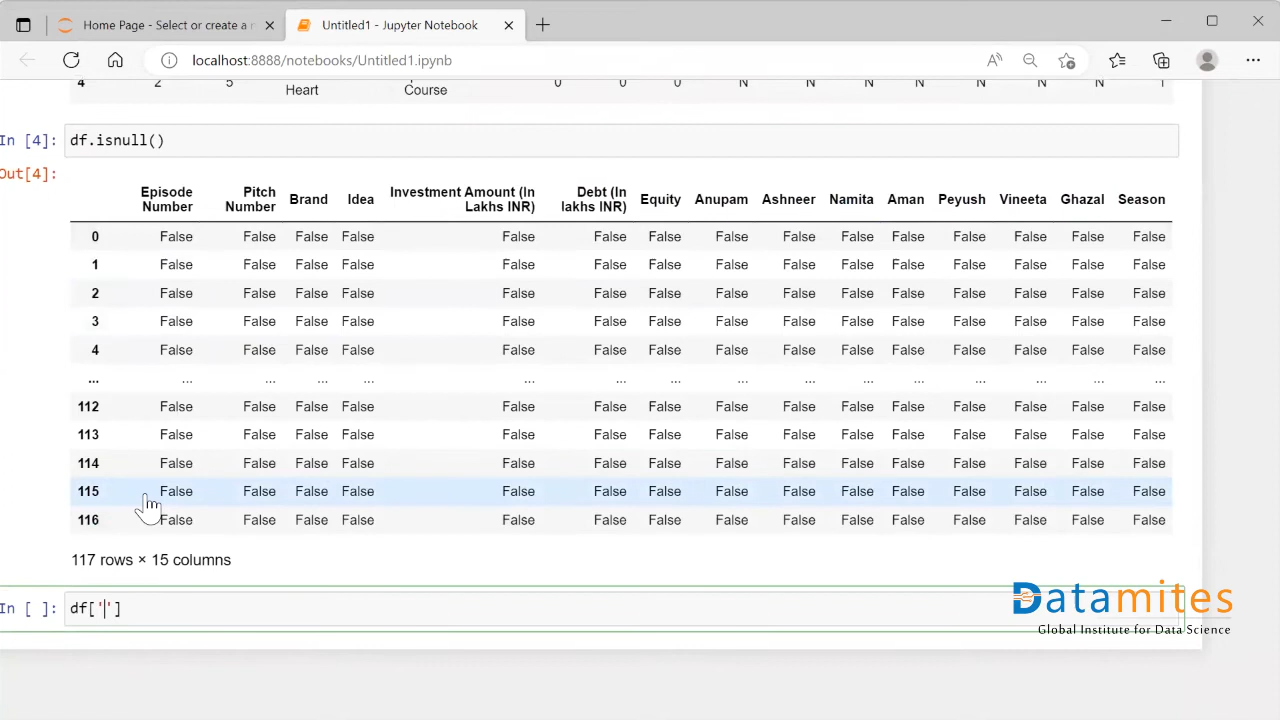 Home Page - Select or create a n
Untitled1 - Jupyter Notebook
localhost:8888/notebooks/Untitled1.ipynb
4 2 5 Heart Course 0 0 0 N N N N N N 1
In [4]: df.isnull()
Out[4]:
Episode Number Pitch Number Brand Idea Investment Amount (In Lakhs INR) Debt (In lakhs INR) Equity Anupam Ashneer Namita Aman Peyush Vineeta Ghazal Season
0 False False False False False False False False False False False False False False False
1 False False False False False False False False False False False False False False False
2 False False False False False False False False False False False False False False False
3 False False False False False False False False False False False False False False False
4 False False False False False False False False False False False False False False False
... ... ... ... ... ... ... ... ... ... ... ... ... ... ... ...
112 False False False False False False False False False False False False False False False
113 False False False False False False False False False False False False False False False
114 False False False False False False False False False False False False False False False
115 False False False False False False False False False False False False False False False
116 False False False False False False False False False False False False False False False
117 rows × 15 columns
In [ ]: df['']
Datamites
Global Institute for Data Science